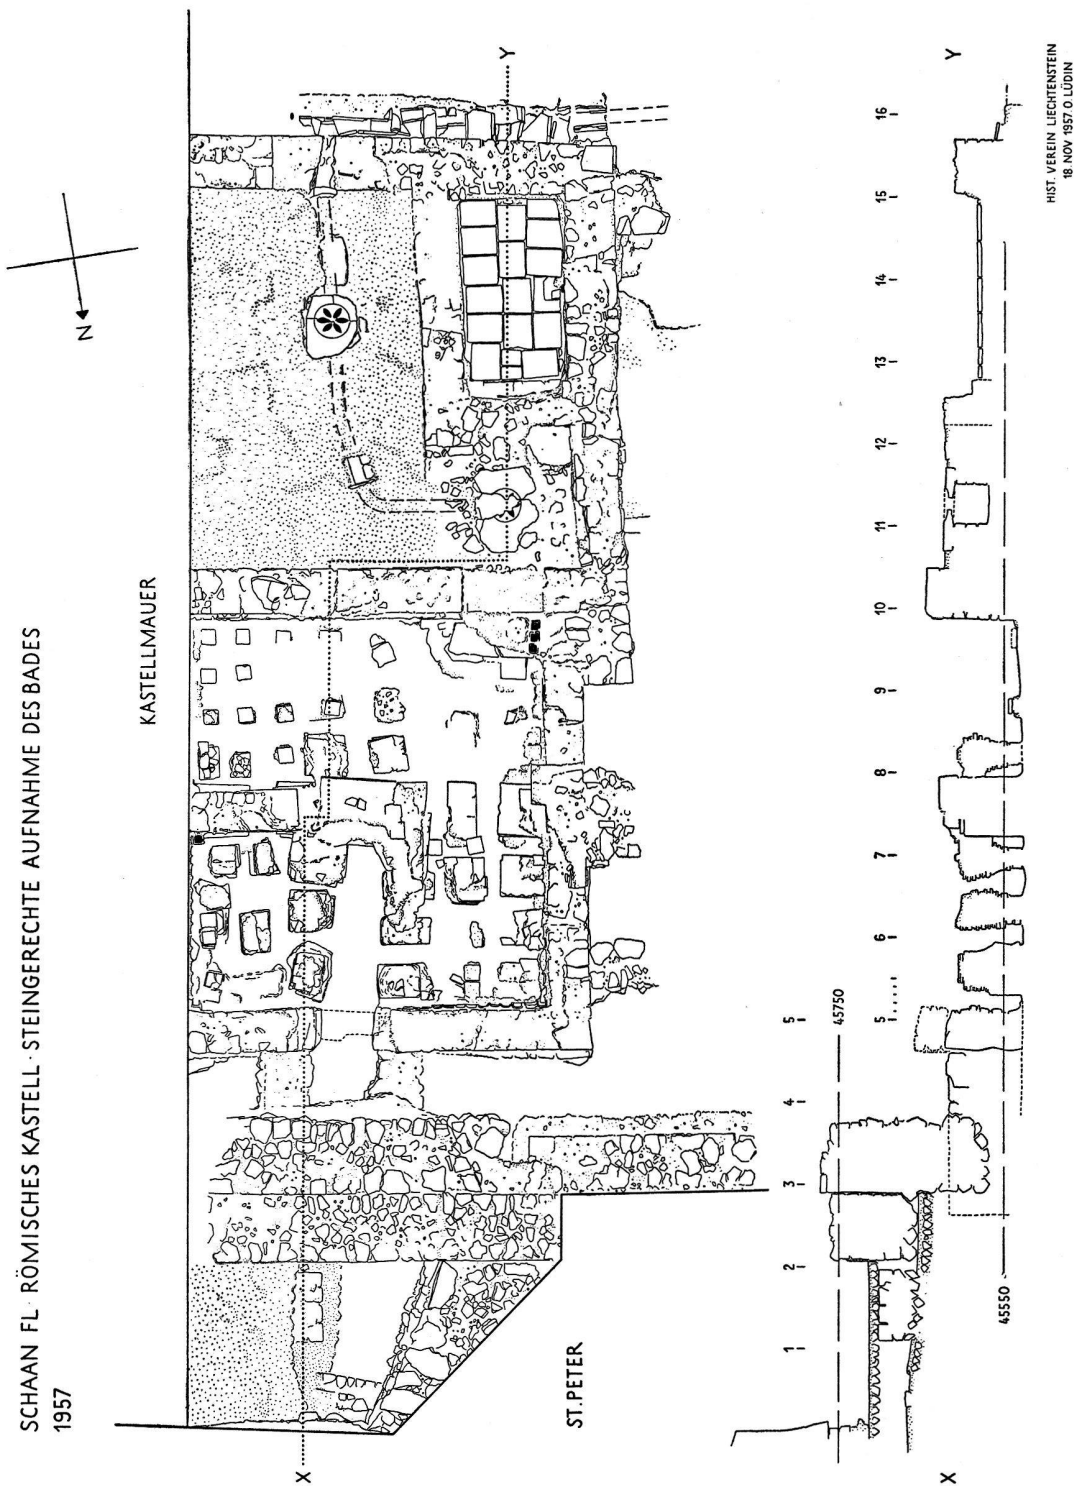 SCHAAN FL · RÖMISCHES KASTELL · STEINGERECHTE AUFNAHME DES BADES
1957
KASTELLMAUER
N
ST. PETER
X
Y
1 2 3 4 5
45750
5 6 7 8 9 10 11 12 13 14 15 16
45550
X
Y
HIST. VEREIN LIECHTENSTEIN
18. NOV 1957. O. LÜDIN